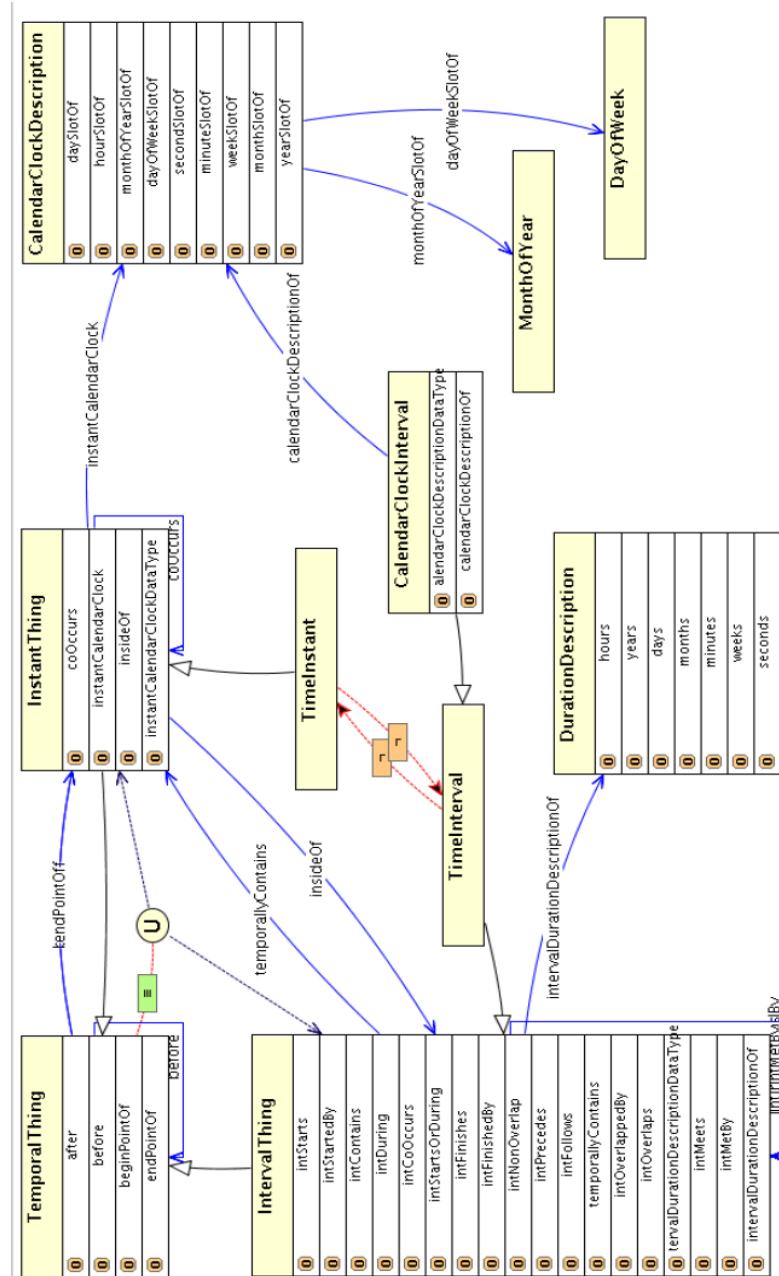 TemporalThing
after
before
beginPointOf
endPointOf
before
≡
U
InstantThing
coOccurs
instantCalendarClock
insideOf
instantCalendarClockDataType
coOccurs
instantCalendarClock
CalendarClockDescription
daySlotOf
hourSlotOf
monthOfYearSlotOf
dayOfWeekSlotOf
secondSlotOf
minuteSlotOf
weekSlotOf
monthSlotOf
yearSlotOf
temporallyContains
insideOf
TimeInstant
¬
¬
calendarClockDescriptionOf
monthOfYearSlotOf
dayOfWeekSlotOf
IntervalThing
intStarts
intStartedBy
intContains
intDuring
intCoOccurs
intStartsOrDuring
intFinishes
intFinishedBy
intNonOverlap
intPrecedes
intFollows
temporallyContains
intOverlappedBy
intOverlaps
tervalDurationDescriptionDataType
intMeets
intMetBy
intervalDurationDescriptionOf
TimeInterval
CalendarClockInterval
alendarClockDescriptionDataType
calendarClockDescriptionOf
MonthOfYear
DayOfWeek
intervalDurationDescriptionOf
DurationDescription
hours
years
days
months
minutes
weeks
seconds